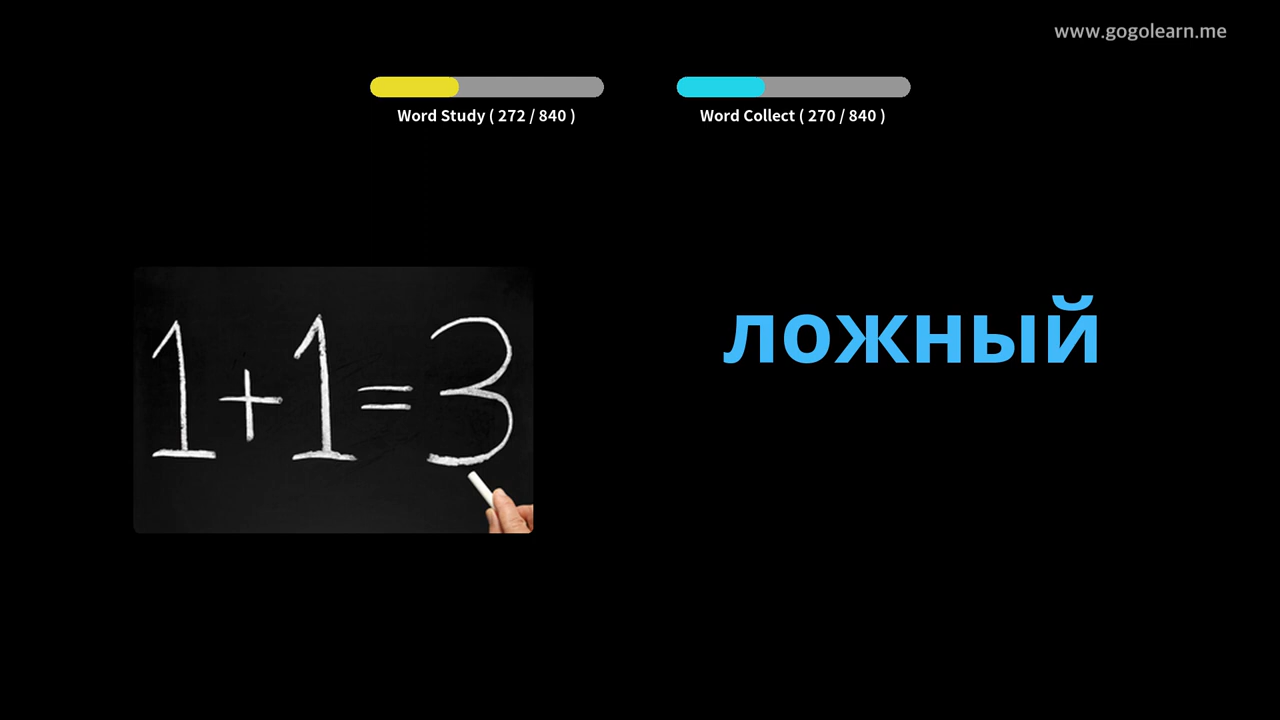 www.gogolearn.me
Word Study ( 272 / 840 )
Word Collect ( 270 / 840 )
1+1=3
ложный